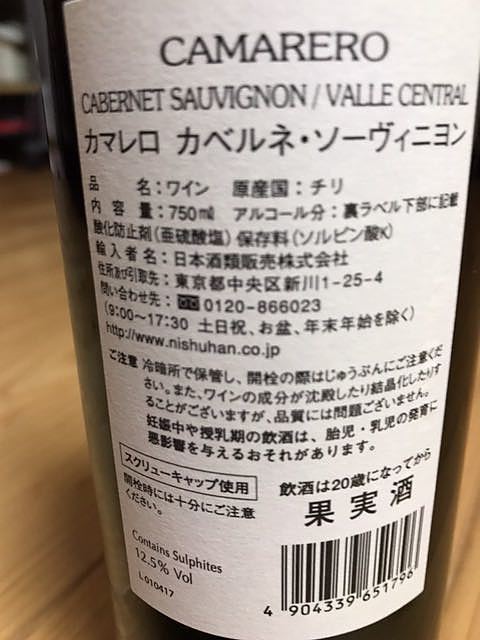 CAMARERO
CABERNET SAUVIGNON / VALLE CENTRAL
カマレロ カベルネ・ソーヴィニヨン
品 名：ワイン 原産国：チリ
内 容 量：750㎖ アルコール分：裏ラベル下部に記載
酸化防止剤（亜硫酸塩）保存料（ソルビン酸K）
輸入者名：日本酒類販売株式会社
住所及び引取先：東京都中央区新川1-25-4
問い合わせ先：0120-866023
（9:00〜17:30 土日祝、お盆、年末年始を除く）
http://www.nishuhan.co.jp
ご注意 冷暗所で保管し、開栓の際はじゅうぶんにご注意くだ
さい。また、ワインの成分が沈殿したり結晶化したりす
ることがございますが、品質には問題ございません。
妊娠中や授乳期の飲酒は、胎児・乳児の発育に
悪影響を与えるおそれがあります。
スクリューキャップ使用
開栓時には十分にご注意
ください。
飲酒は20歳になってから
果実酒
Contains Sulphites
12.5% Vol
L010417
4 904339 651796